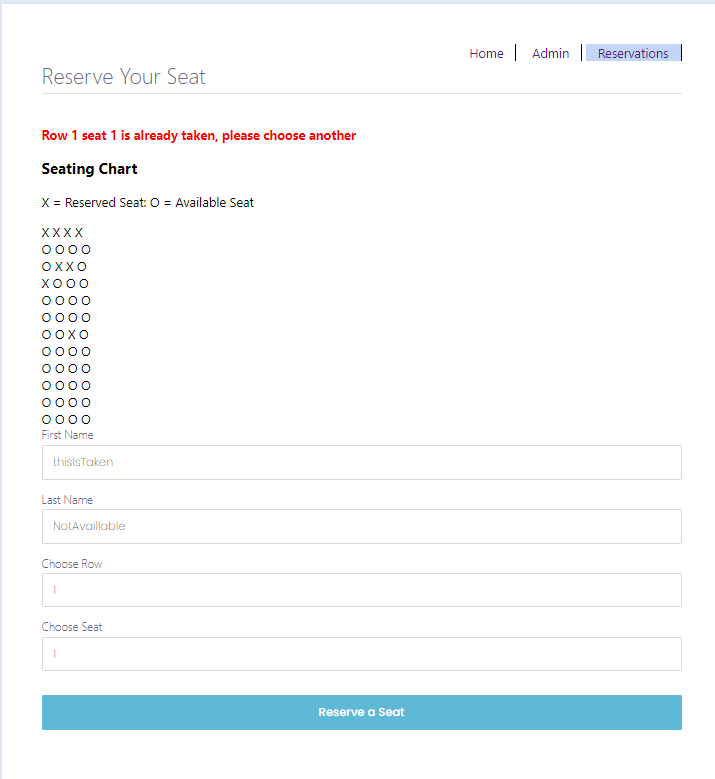 Home Admin Reservations
Reserve Your Seat
Row 1 seat 1 is already taken, please choose another
Seating Chart
X = Reserved Seat: O = Available Seat
X X X X
O O O O
O X X O
X O O O
O O O O
O O O O
O O X O
O O O O
O O O O
O O O O
O O O O
O O O O
First Name
thisIsTaken
Last Name
NotAvaillable
Choose Row
1
Choose Seat
1
Reserve a Seat